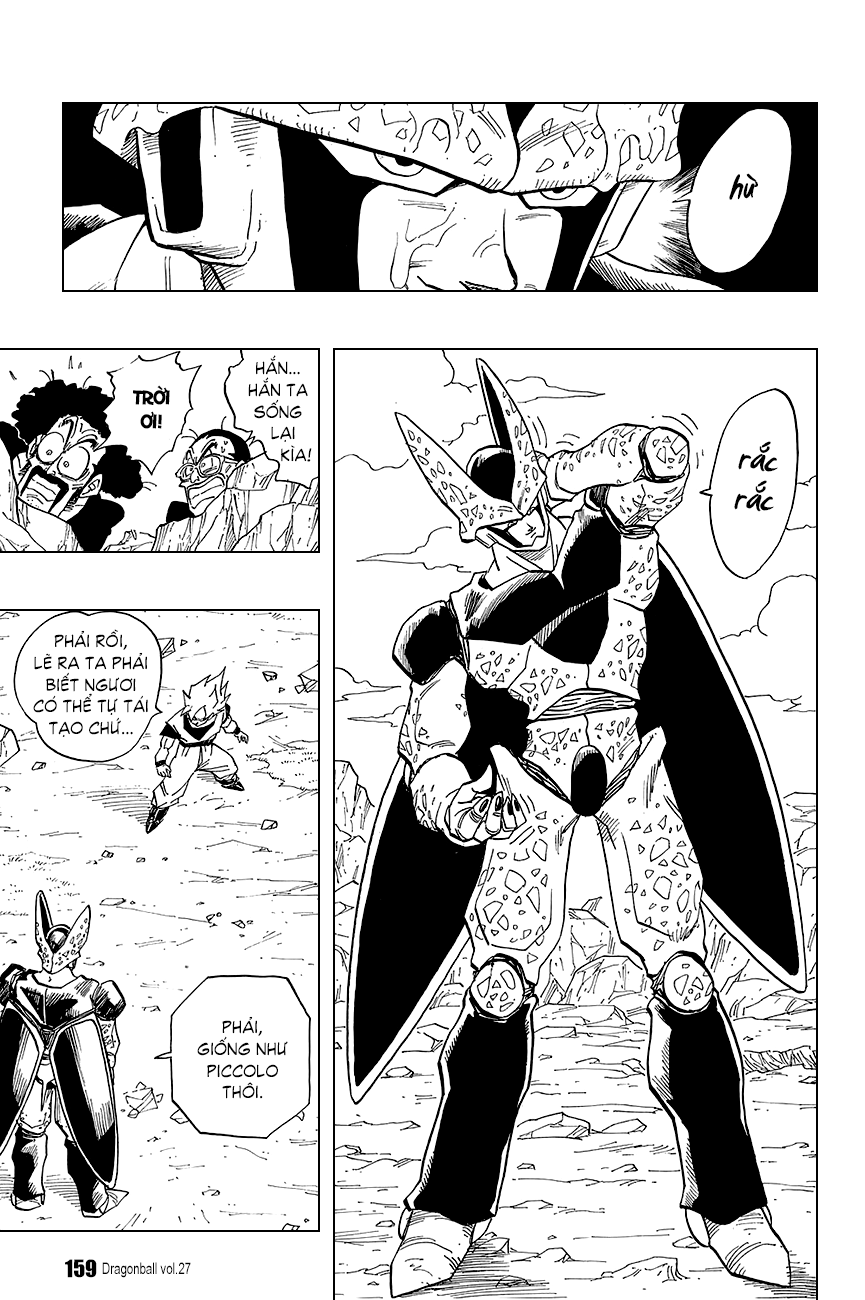 hừ
rắc
rắc
HẮN...
HẮN TA
SỐNG
LẠI
KÌA!
TRỜI
ƠI!
PHẢI RỒI,
LẼ RA TA PHẢI
BIẾT NGƯƠI
CÓ THỂ TỰ TÁI
TẠO CHỨ...
PHẢI,
GIỐNG NHƯ
PICCOLO
THÔI.
159 Dragonball vol.27